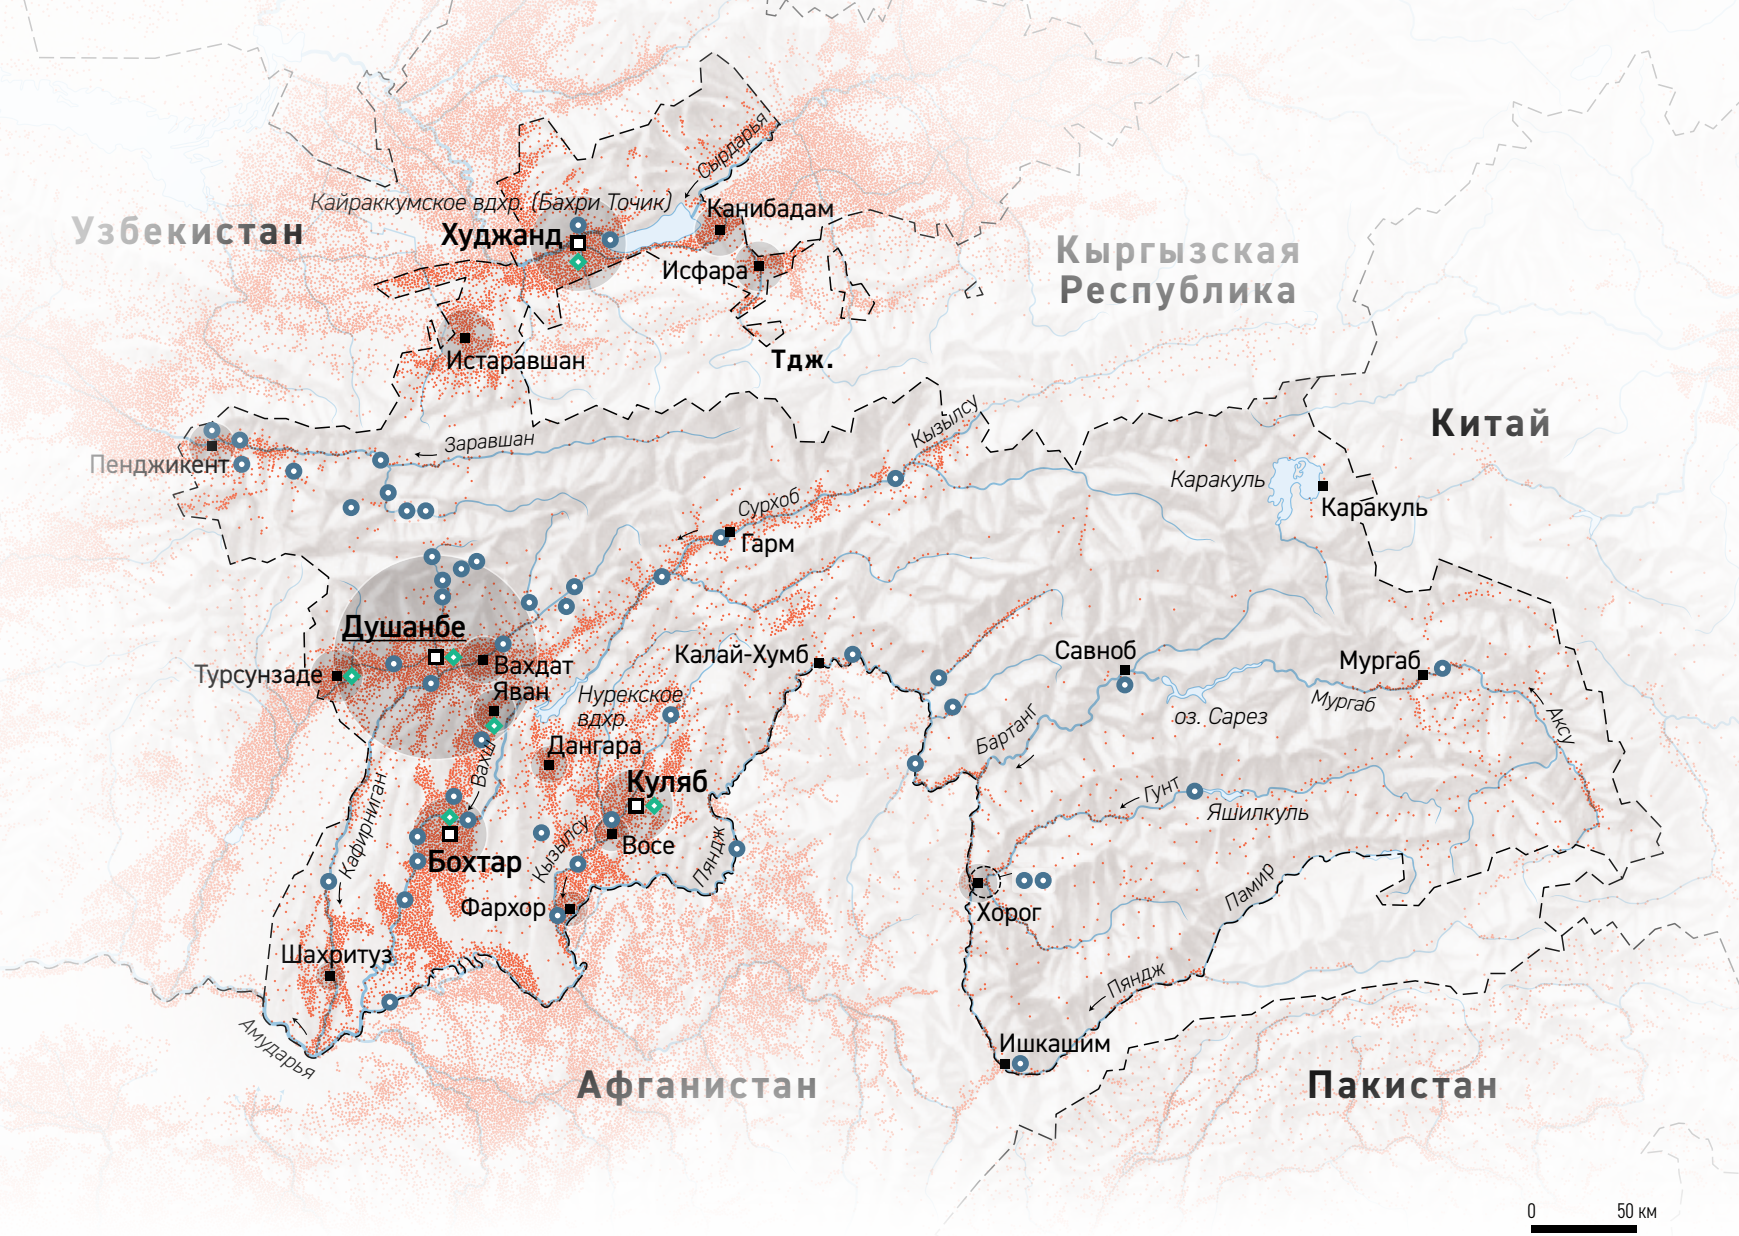 Сырдарья
Кайраккумское вдхр. (Бахри Точик)
Канибадам
Узбекистан
Худжанд
Исфара
Кыргызская
Республика
Истаравшан
Тдж.
Кызылсу
Китай
Заравшан
Пенджикент
Каракуль
Каракуль
Сурхоб
Гарм
Душанбе
Калай-Хумб
Савноб
Мургаб
Вахдат
Турсунзаде
Яван
Нурекское
вдхр.
Мургаб
оз. Сарез
Аксу
Бартанг
Дангара
Вахш
Куляб
Гунт
Яшилкуль
Кафирниган
Кызылсу
Восе
Пяндж
Бохтар
Памир
Фархор
Хорог
Шахритуз
Пяндж
Амударья
Ишкашим
Афганистан
Пакистан
0 50 км